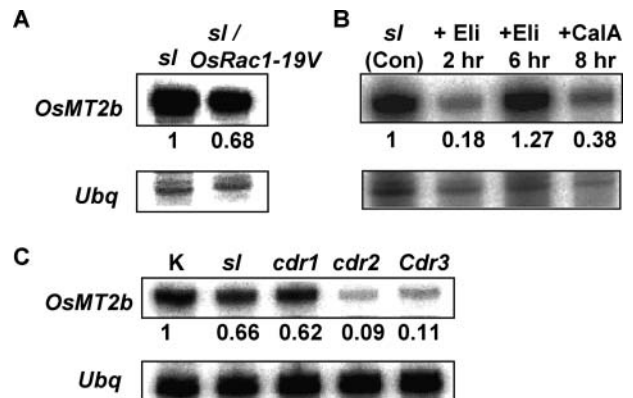 A
sl
sl /
OsRac1-19V
OsMT2b
1 0.68
Ubq
B
sl + Eli +Eli +CalA
(Con) 2 hr 6 hr 8 hr
1 0.18 1.27 0.38
C
K sl cdr1 cdr2 Cdr3
OsMT2b
1 0.66 0.62 0.09 0.11
Ubq